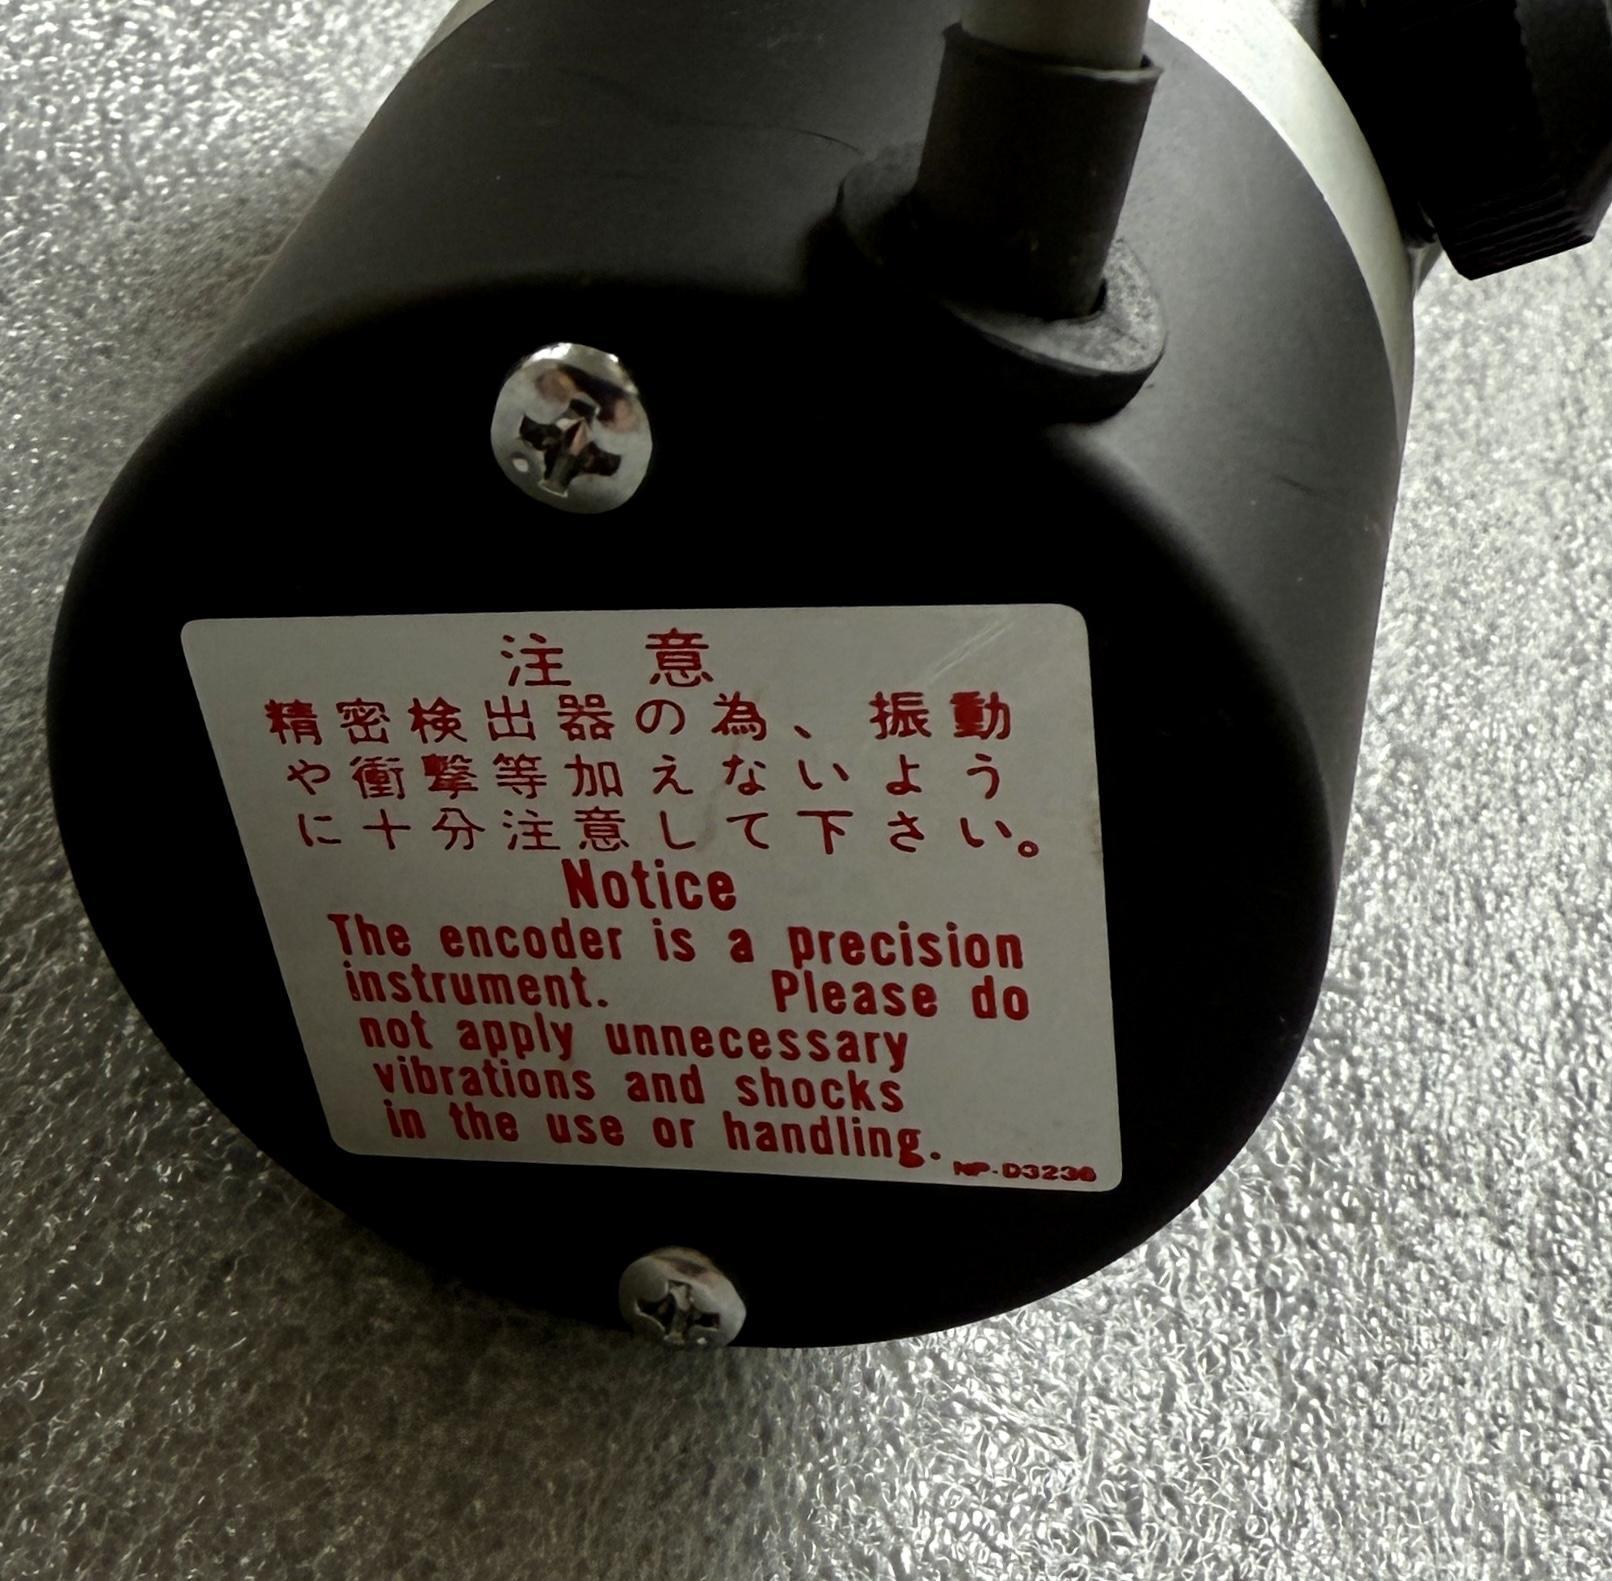 注意
精密検出器の為、振動
や衝撃等加えないよう
に十分注意して下さい。
Notice
The encoder is a precision
instrument. Please do
not apply unnecessary
vibrations and shocks
in the use or handling.
NP-D3230